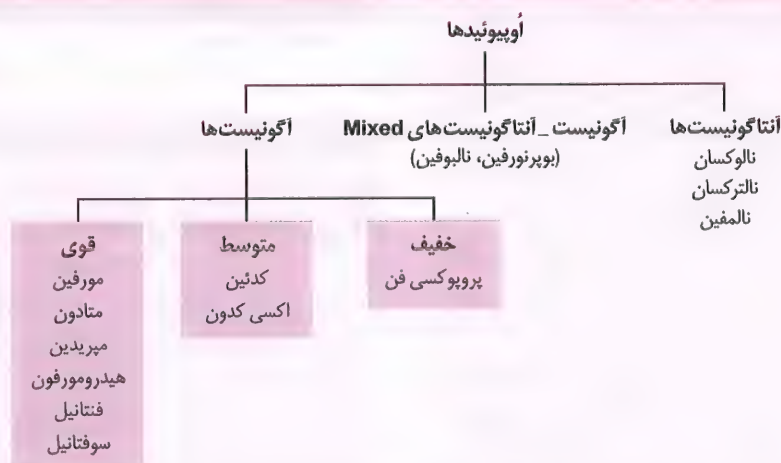 اُوپیوئیدها
آنتاگونیست‌ها
نالوکسان
نالترکسان
نالمفین
آگونیست _ آنتاگونیست‌های Mixed
(بوپرنورفین، نالبوفین)
آگونیست‌ها
خفیف
پروپوکسی فن
متوسط
کدئین
اکسی کدون
قوی
مورفین
متادون
مپریدین
هیدرومورفون
فنتانیل
سوفتانیل